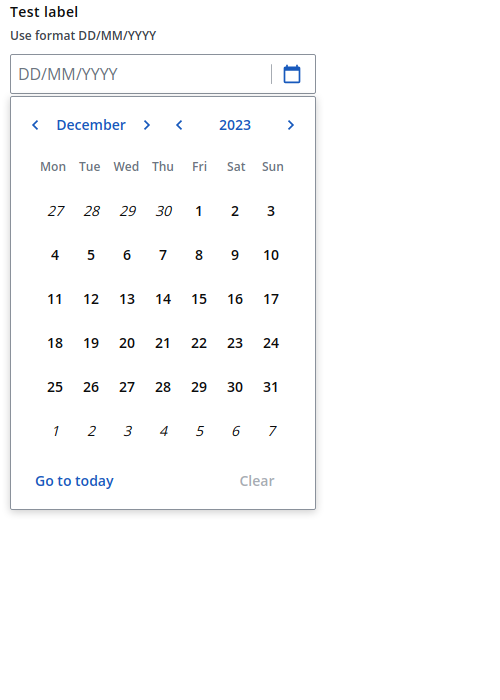 Test label
Use format DD/MM/YYYY
DD/MM/YYYY
December 2023
Mon Tue Wed Thu Fri Sat Sun
27 28 29 30 1 2 3
4 5 6 7 8 9 10
11 12 13 14 15 16 17
18 19 20 21 22 23 24
25 26 27 28 29 30 31
1 2 3 4 5 6 7
Go to today Clear